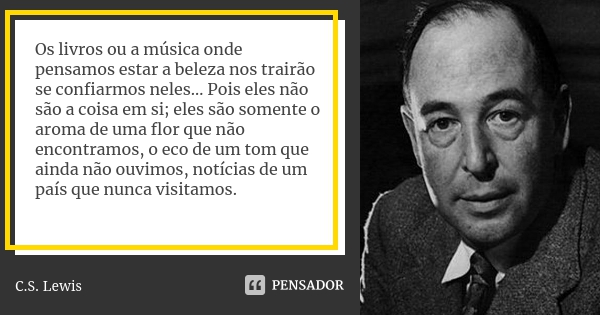 Os livros ou a música onde
pensamos estar a beleza nos trairão
se confiarmos neles... Pois eles não
são a coisa em si; eles são somente o
aroma de uma flor que não
encontramos, o eco de um tom que
ainda não ouvimos, notícias de um
país que nunca visitamos.
C.S. Lewis
PENSADOR